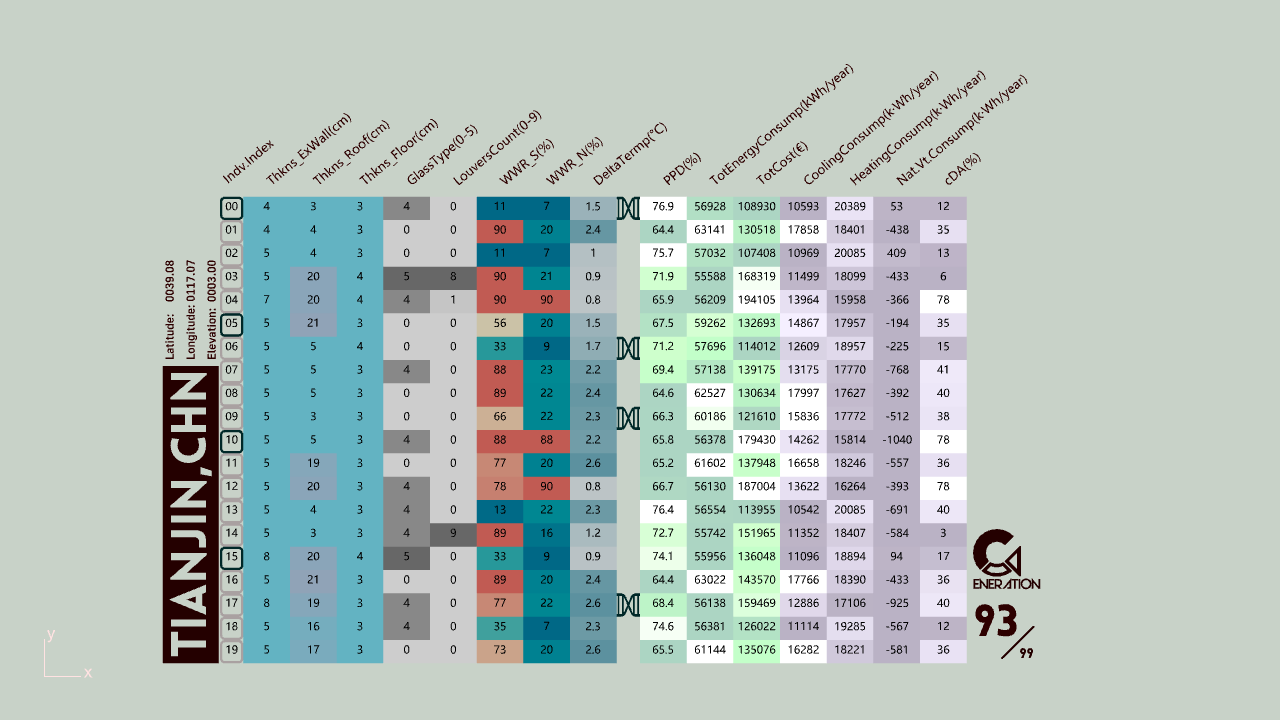 Indv.Index Thkns_ExWall(cm) Thkns_Roof(cm) Thkns_Floor(cm) GlassType(0-5) LouversCount(0-9) WWR_S(%) WWR_N(%) DeltaTermp(°C) PPD(%) TotEnergyConsump(kWh/year) TotCost(€) CoolingConsump(k·Wh/year) HeatingConsump(k·Wh/year) Nat.Vt.Consump(k·Wh/year) cDA(%)
00 4 3 3 4 0 11 7 1.5 76.9 56928 108930 10593 20389 53 12
01 4 4 3 0 0 90 20 2.4 64.4 63141 130518 17858 18401 -438 35
02 5 4 3 0 0 11 7 1 75.7 57032 107408 10969 20085 409 13
03 5 20 4 5 8 90 21 0.9 71.9 55588 168319 11499 18099 -433 6
04 7 20 4 4 1 90 90 0.8 65.9 56209 194105 13964 15958 -366 78
05 5 21 3 0 0 56 20 1.5 67.5 59262 132693 14867 17957 -194 35
06 5 5 4 0 0 33 9 1.7 71.2 57696 114012 12609 18957 -225 15
07 5 5 3 4 0 88 23 2.2 69.4 57138 139175 13175 17770 -768 41
08 5 3 3 0 0 89 22 2.4 64.6 62527 130634 17997 17627 -392 40
09 5 3 3 0 0 66 22 2.3 66.3 60186 121610 15836 17772 -512 38
10 5 5 3 4 0 88 88 2.2 65.8 56378 179430 14262 15814 -1040 78
11 5 19 3 0 0 77 20 2.6 65.2 61602 137948 16658 18246 -557 36
12 5 20 3 4 0 78 90 0.8 66.7 56130 187004 13622 16264 -393 78
13 5 4 3 4 0 13 22 2.3 76.4 56554 113955 10542 20085 -691 40
14 5 3 3 4 9 89 16 1.2 72.7 55742 151965 11352 18407 -584 3
15 8 20 4 5 0 33 9 0.9 74.1 55956 136048 11096 18894 94 17
16 5 21 3 0 0 89 20 2.4 64.4 63022 143570 17766 18390 -433 36
17 8 19 3 4 0 77 22 2.6 68.4 56138 159469 12886 17106 -925 40
18 5 16 3 4 0 35 7 2.3 74.6 56381 126022 11114 19285 -567 12
19 5 17 3 0 0 73 20 2.6 65.5 61144 135076 16282 18221 -581 36
Latitude: 0039.08
Longitude: 0117.07
Elevation: 0003.00
TIANJIN,CHN
ENERATION
93/99
y
x